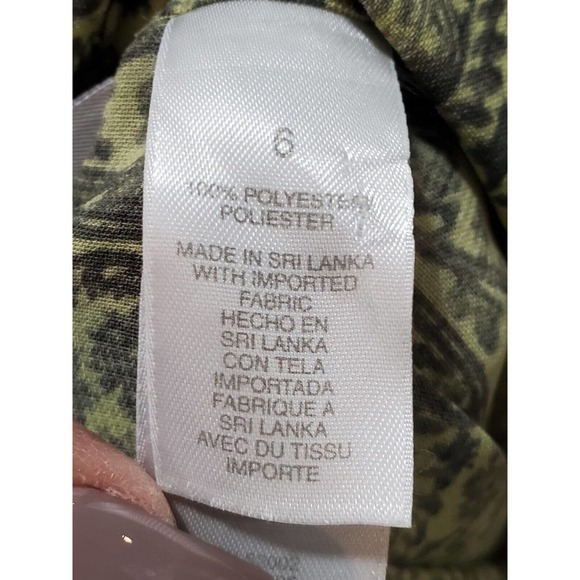 6
100% POLYESTER
POLIESTER
MADE IN SRI LANKA
WITH IMPORTED
FABRIC
HECHO EN
SRI LANKA
CON TELA
IMPORTADA
FABRIQUE A
SRI LANKA
AVEC DU TISSU
IMPORTE